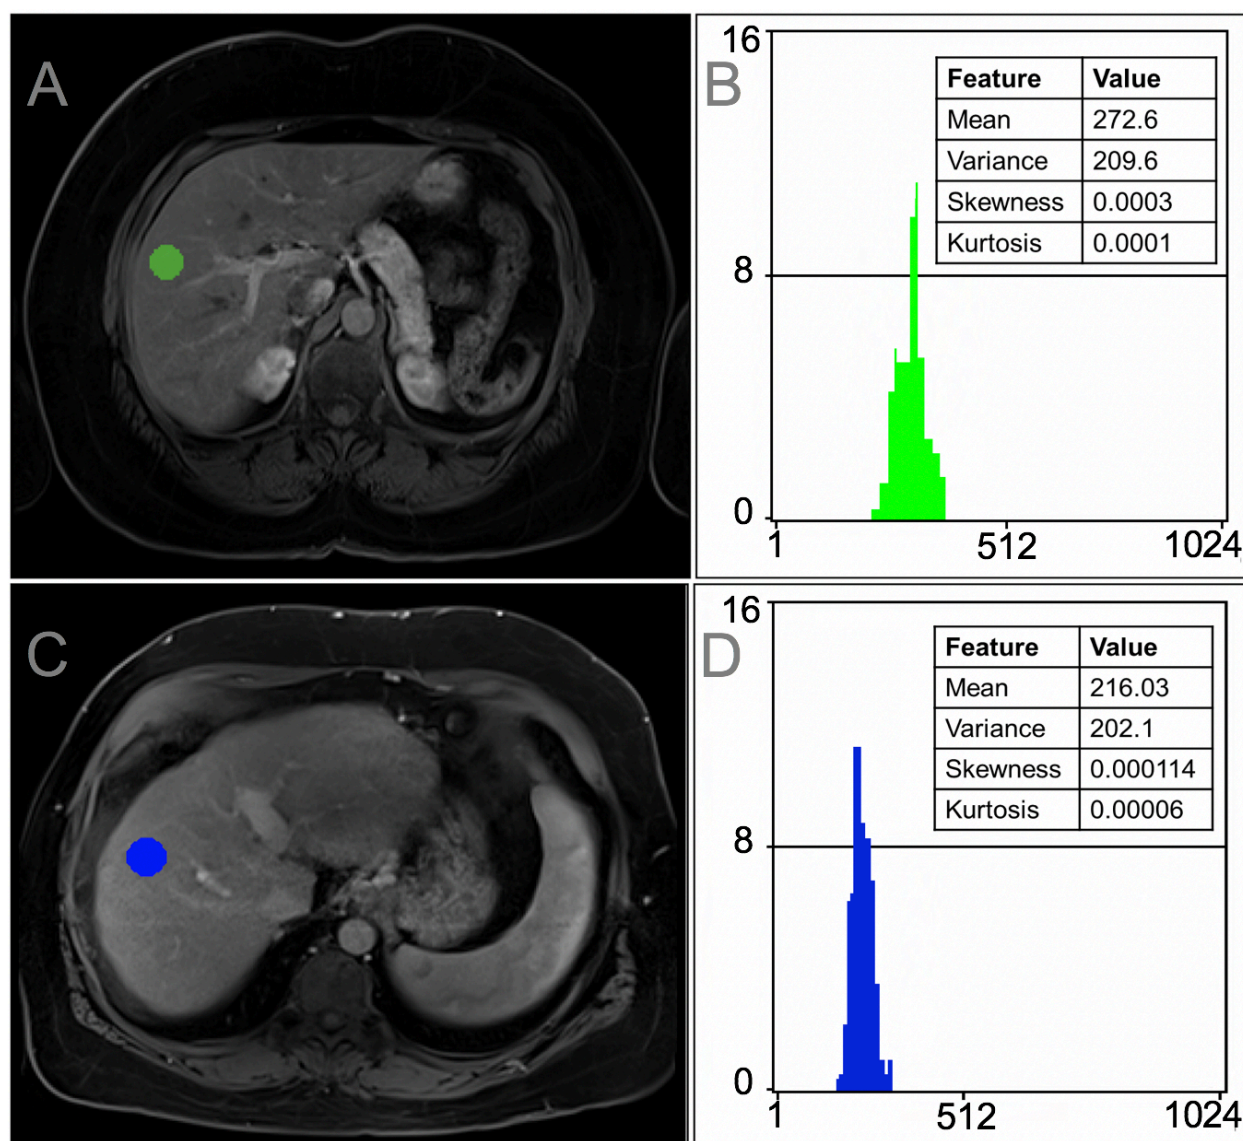 A
B
16
8
0
1 512 1024
Feature Value
Mean 272.6
Variance 209.6
Skewness 0.0003
Kurtosis 0.0001
C
D
16
8
0
1 512 1024
Feature Value
Mean 216.03
Variance 202.1
Skewness 0.000114
Kurtosis 0.00006